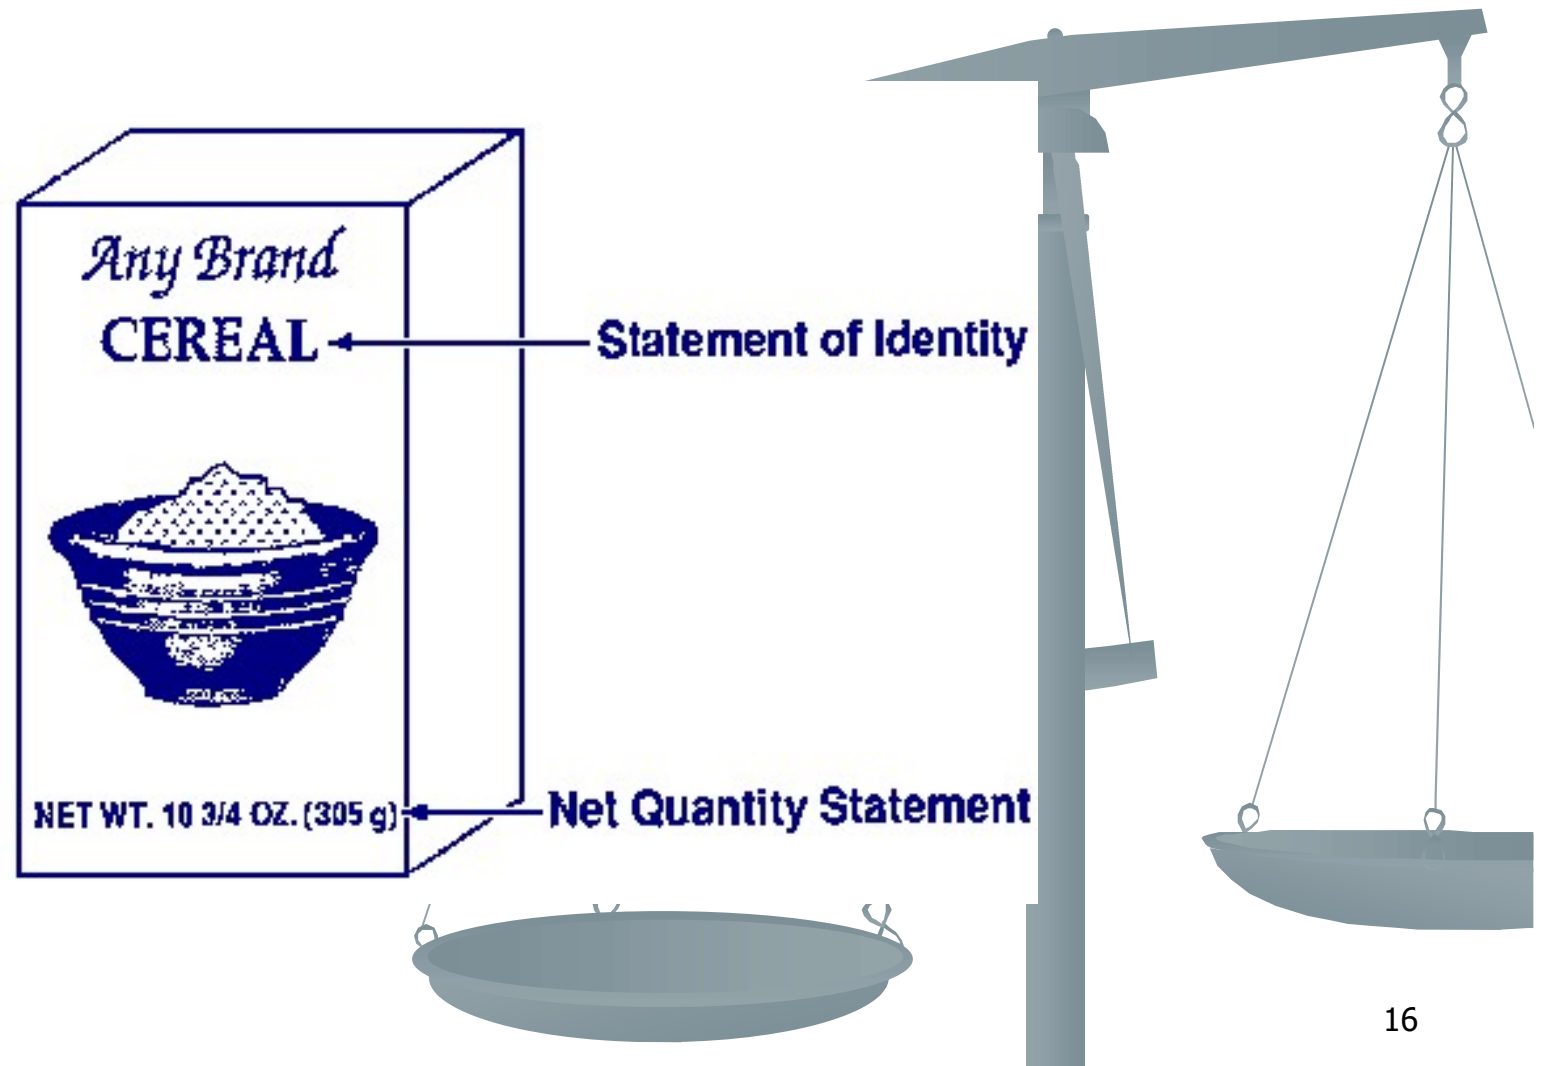 Any Brand
CEREAL
Statement of Identity
NET WT. 10 3/4 OZ. (305 g)
Net Quantity Statement
16